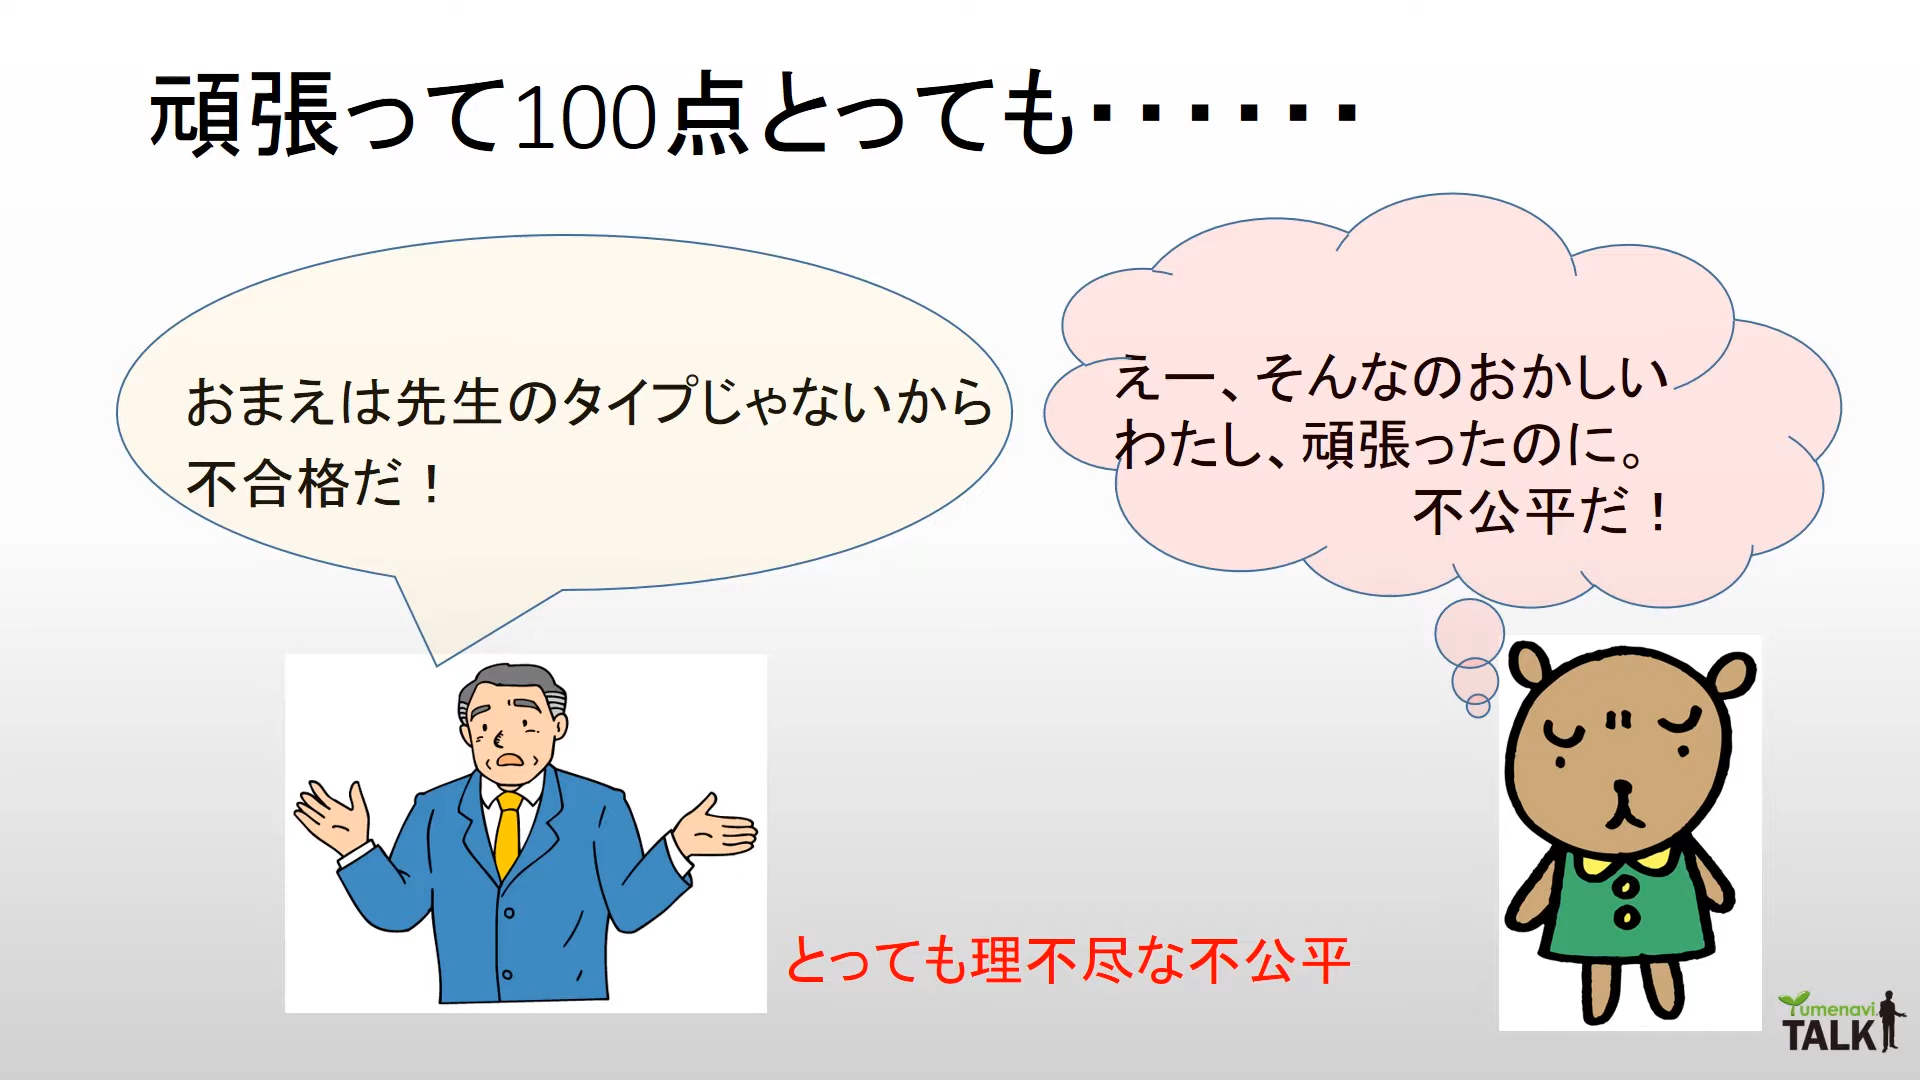 頑張って100点とっても・・・・・・
おまえは先生のタイプじゃないから
不合格だ！
えー、そんなのおかしい
わたし、頑張ったのに。
不公平だ！
とっても理不尽な不公平
Yumenavi
TALK